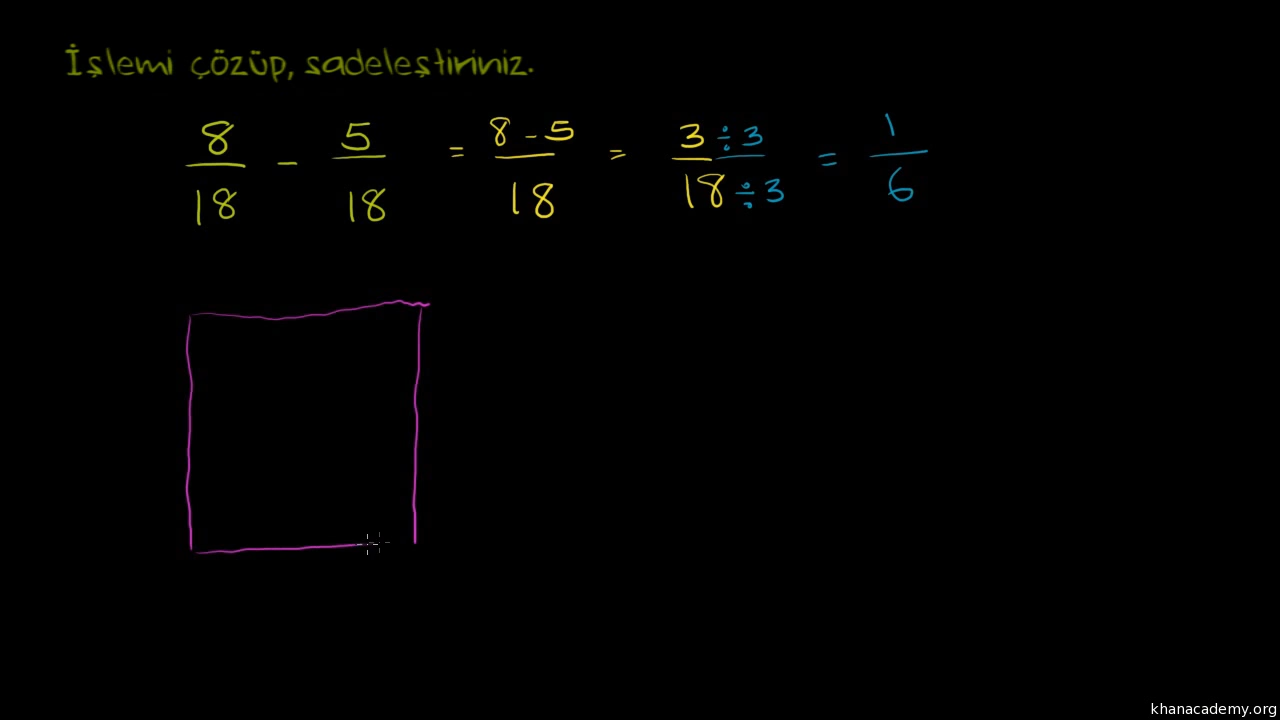 İşlemi çözüp, sadeleştiriniz.
8/18 - 5/18 = 8 - 5/18 = 3 ÷ 3/18 ÷ 3 = 1/6
khanacademy.org